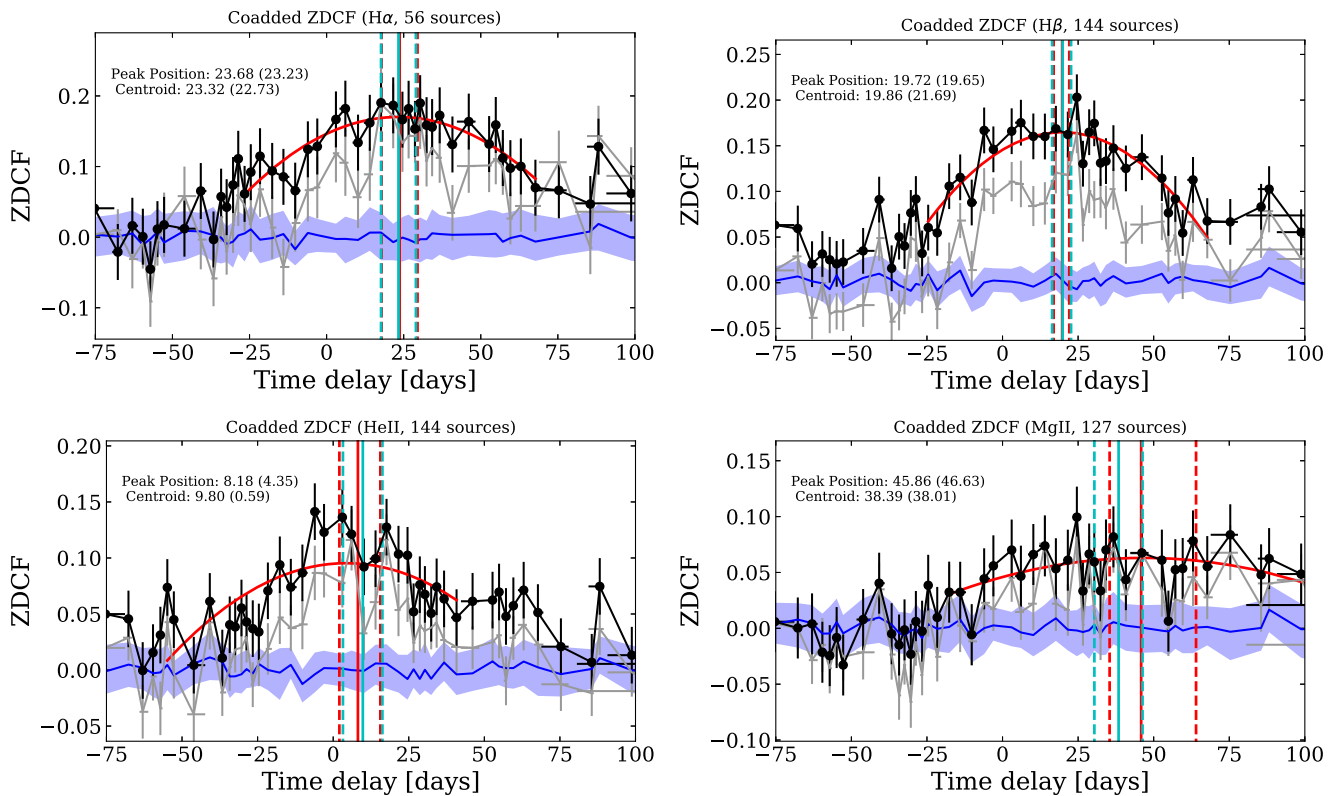 Coadded ZDCF (Hα, 56 sources)
Peak Position: 23.68 (23.23)
Centroid: 23.32 (22.73)
ZDCF
0.2
0.1
0.0
−0.1
−75 −50 −25 0 25 50 75 100
Time delay [days]
Coadded ZDCF (Hβ, 144 sources)
Peak Position: 19.72 (19.65)
Centroid: 19.86 (21.69)
ZDCF
0.25
0.20
0.15
0.10
0.05
0.00
−0.05
−75 −50 −25 0 25 50 75 100
Time delay [days]
Coadded ZDCF (HeII, 144 sources)
Peak Position: 8.18 (4.35)
Centroid: 9.80 (0.59)
ZDCF
0.20
0.15
0.10
0.05
0.00
−0.05
−75 −50 −25 0 25 50 75 100
Time delay [days]
Coadded ZDCF (MgII, 127 sources)
Peak Position: 45.86 (46.63)
Centroid: 38.39 (38.01)
ZDCF
0.15
0.10
0.05
0.00
−0.05
−0.10
−75 −50 −25 0 25 50 75 100
Time delay [days]